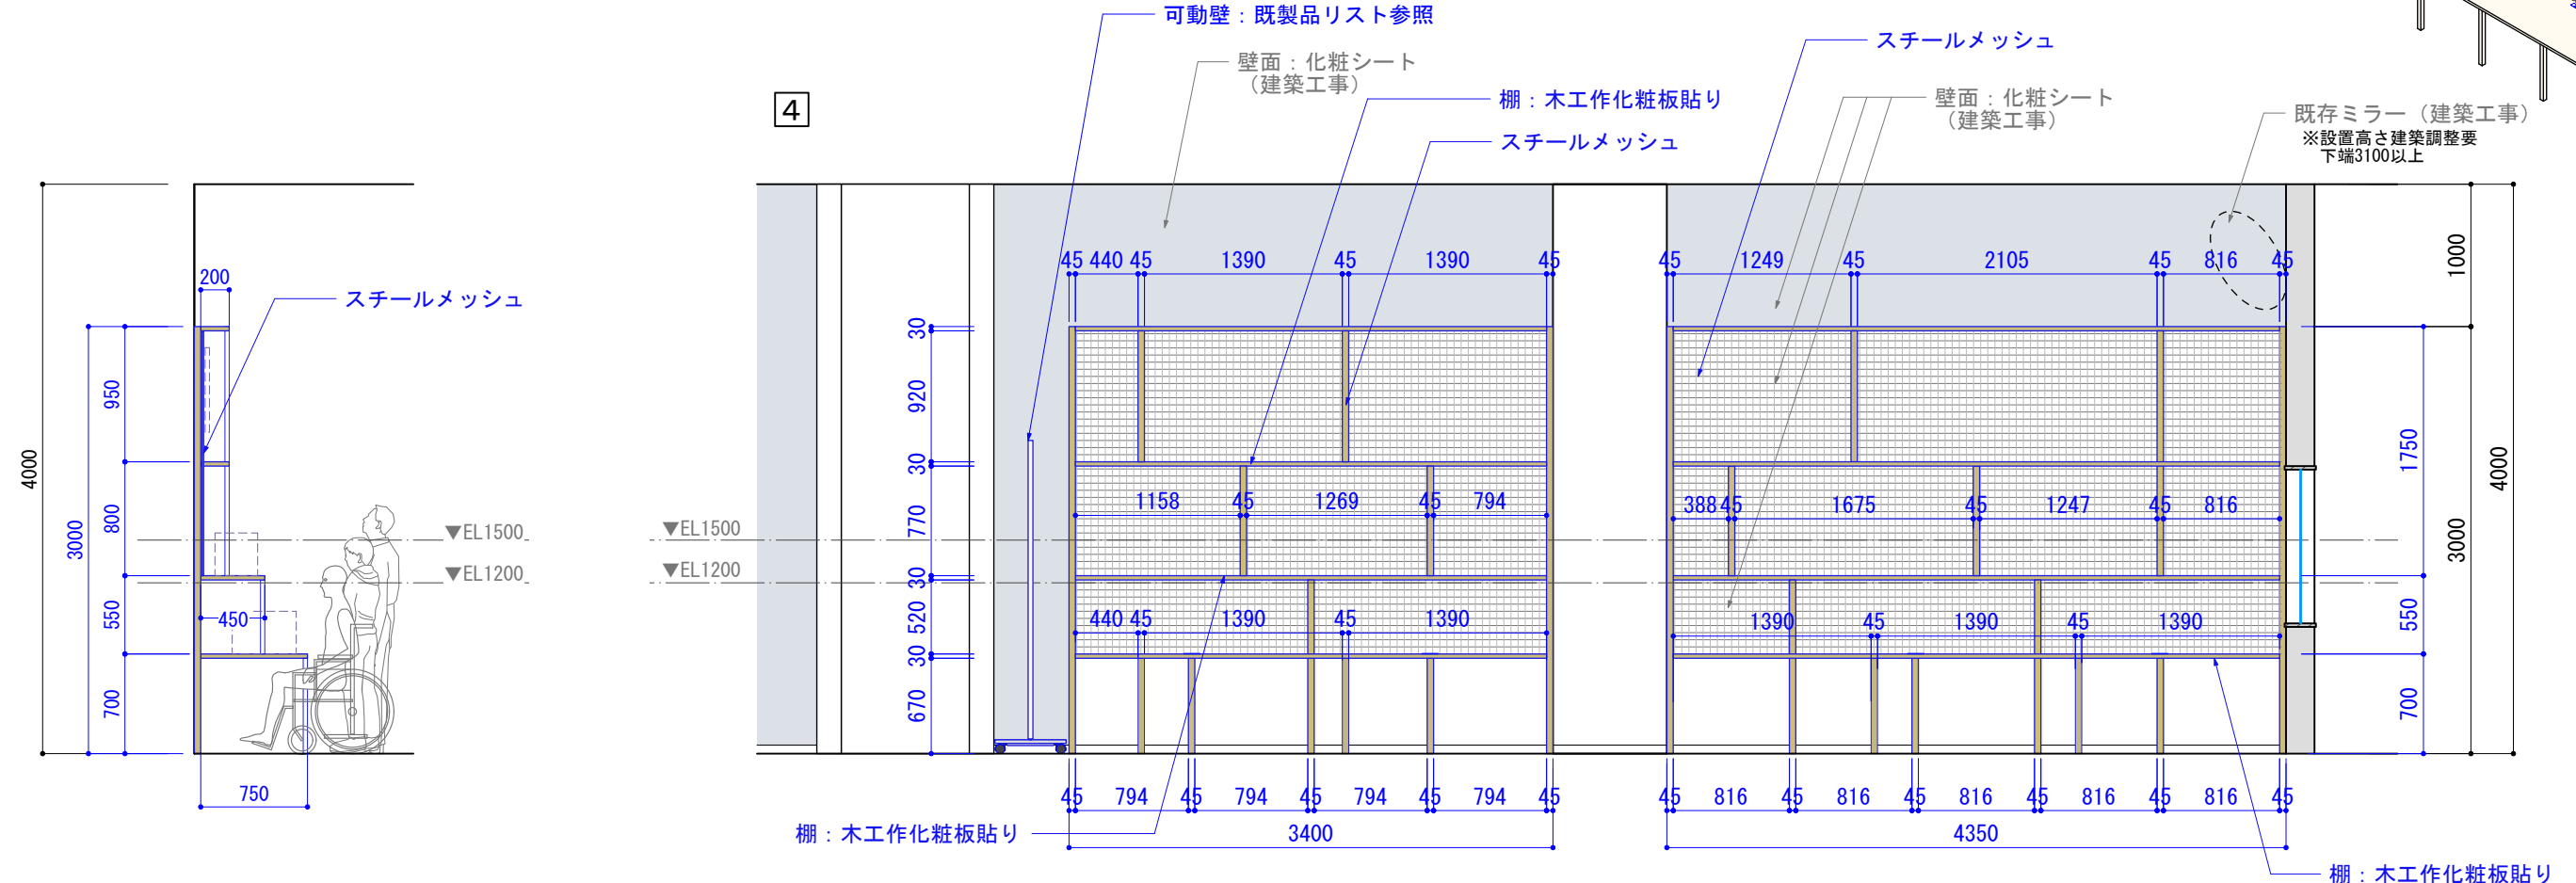 可動壁：既製品リスト参照
壁面：化粧シート
（建築工事）
4
棚：木工作化粧板貼り
スチールメッシュ
スチールメッシュ
壁面：化粧シート
（建築工事）
既存ミラー（建築工事）
※設置高さ建築調整要
下端3100以上
200
スチールメッシュ
4000
3000
950
800
550
700
450
750
▼EL1500
▼EL1200
▼EL1500
▼EL1200
45 440 45 1390 45 1390 45
30
920
30
770
30
520
30
670
1158 45 1269 45 794
440 45 1390 45 1390
45 794 45 794 45 794 45 794 45
3400
棚：木工作化粧板貼り
45 1249 45 2105 45 816 45
388 45 1675 45 1247 45 816
1390 45 1390 45 1390
45 816 45 816 45 816 45 816 45 816 45
4350
棚：木工作化粧板貼り
1750
550
700
1000
3000
4000